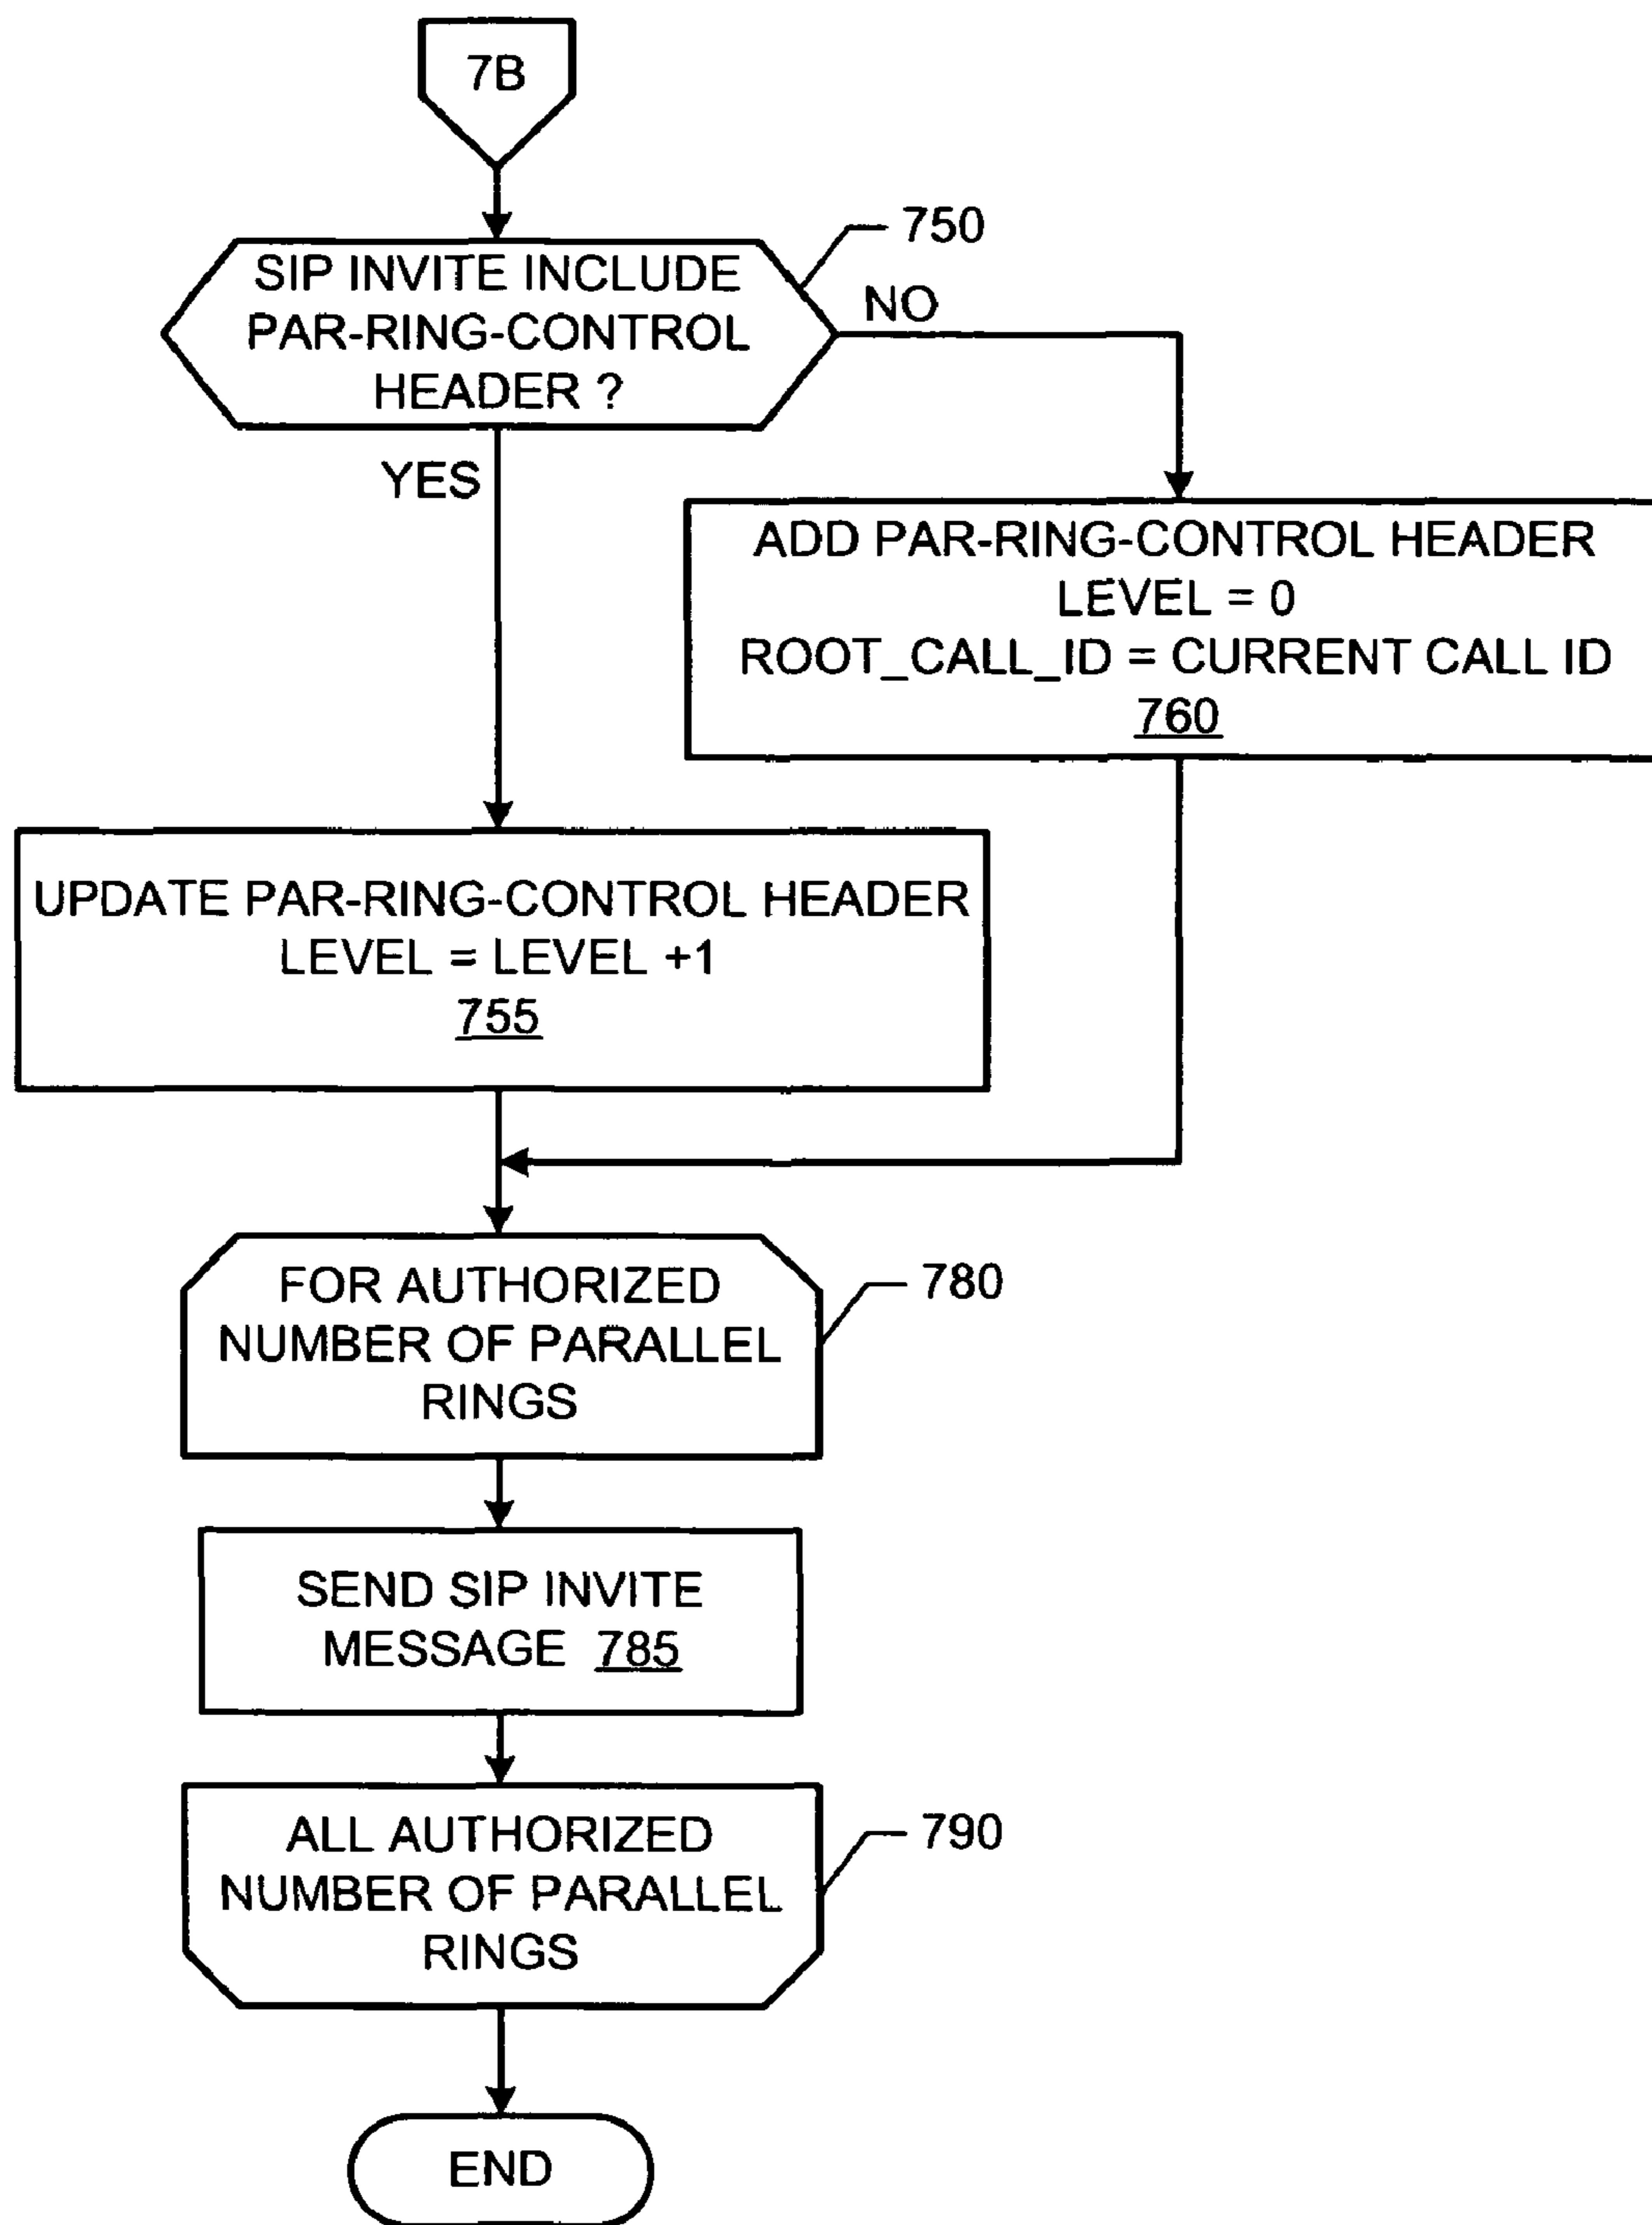 7B
750
SIP INVITE INCLUDE
PAR-RING-CONTROL
HEADER ?
NO
YES
ADD PAR-RING-CONTROL HEADER
LEVEL = 0
ROOT_CALL_ID = CURRENT CALL ID
760
UPDATE PAR-RING-CONTROL HEADER
LEVEL = LEVEL +1
755
FOR AUTHORIZED
NUMBER OF PARALLEL
RINGS
780
SEND SIP INVITE
MESSAGE 785
ALL AUTHORIZED
NUMBER OF PARALLEL
RINGS
790
END